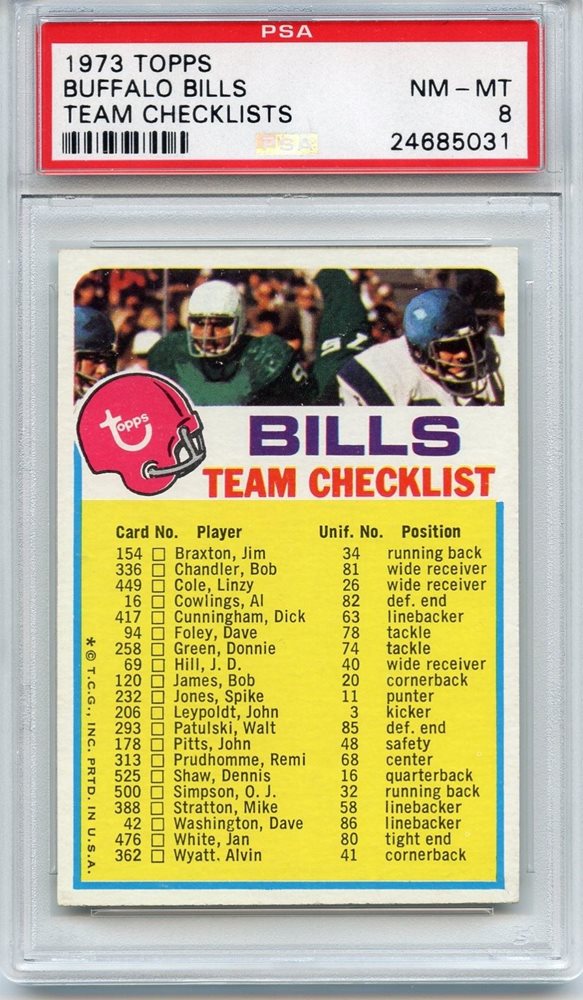 PSA
1973 TOPPS
BUFFALO BILLS NM-MT
TEAM CHECKLISTS 8
PSA 24685031
Topps
BILLS
TEAM CHECKLIST
Card No. Player Unif. No. Position
154 □ Braxton, Jim 34 running back
336 □ Chandler, Bob 81 wide receiver
449 □ Cole, Linzy 26 wide receiver
16 □ Cowlings, Al 82 def. end
417 □ Cunningham, Dick 63 linebacker
94 □ Foley, Dave 78 tackle
258 □ Green, Donnie 74 tackle
69 □ Hill, J. D. 40 wide receiver
120 □ James, Bob 20 cornerback
232 □ Jones, Spike 11 punter
206 □ Leypoldt, John 3 kicker
293 □ Patulski, Walt 85 def. end
178 □ Pitts, John 48 safety
313 □ Prudhomme, Remi 68 center
525 □ Shaw, Dennis 16 quarterback
500 □ Simpson, O. J. 32 running back
388 □ Stratton, Mike 58 linebacker
42 □ Washington, Dave 86 linebacker
476 □ White, Jan 80 tight end
362 □ Wyatt. Alvin 41 cornerback
* © T.C.G., INC. PRTD. IN U.S.A.